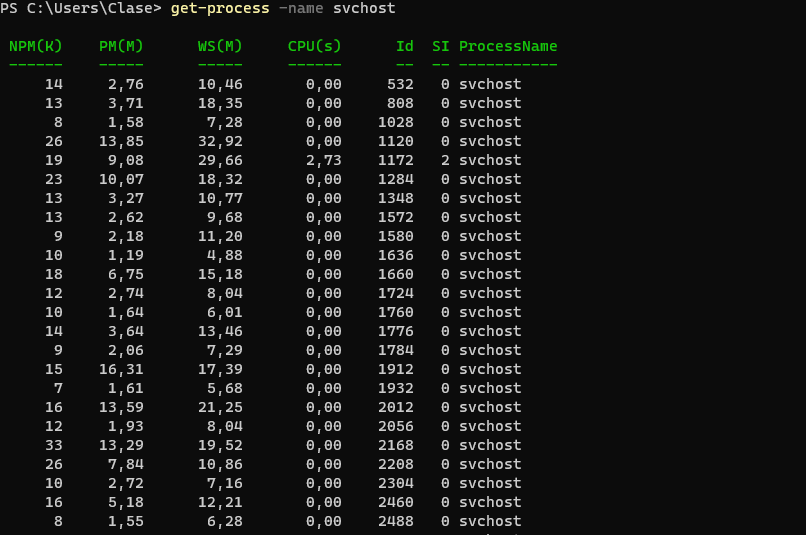 PS C:\Users\Clase> get-process -name svchost
NPM(K) PM(M) WS(M) CPU(s) Id SI ProcessName
------ ----- ----- ------ -- -- -----------
14 2,76 10,46 0,00 532 0 svchost
13 3,71 18,35 0,00 808 0 svchost
8 1,58 7,28 0,00 1028 0 svchost
26 13,85 32,92 0,00 1120 0 svchost
19 9,08 29,66 2,73 1172 2 svchost
23 10,07 18,32 0,00 1284 0 svchost
13 3,27 10,77 0,00 1348 0 svchost
13 2,62 9,68 0,00 1572 0 svchost
9 2,18 11,20 0,00 1580 0 svchost
10 1,19 4,88 0,00 1636 0 svchost
18 6,75 15,18 0,00 1660 0 svchost
12 2,74 8,04 0,00 1724 0 svchost
10 1,64 6,01 0,00 1760 0 svchost
14 3,64 13,46 0,00 1776 0 svchost
9 2,06 7,29 0,00 1784 0 svchost
15 16,31 17,39 0,00 1912 0 svchost
7 1,61 5,68 0,00 1932 0 svchost
16 13,59 21,25 0,00 2012 0 svchost
12 1,93 8,04 0,00 2056 0 svchost
33 13,29 19,52 0,00 2168 0 svchost
26 7,84 10,86 0,00 2208 0 svchost
10 2,72 7,16 0,00 2304 0 svchost
16 5,18 12,21 0,00 2460 0 svchost
8 1,55 6,28 0,00 2488 0 svchost